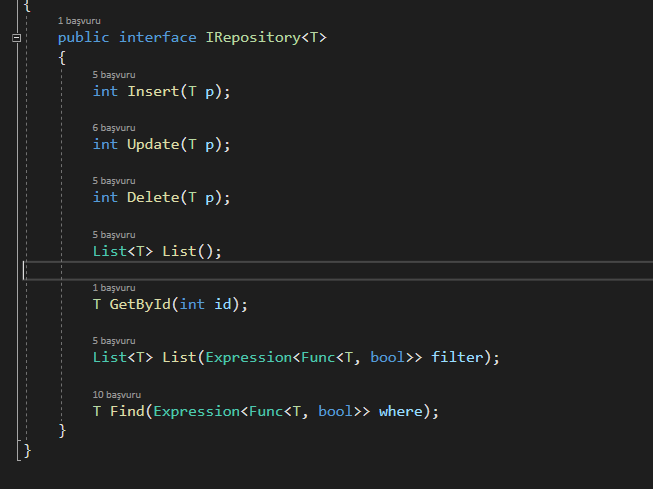 {
1 başvuru
public interface IRepository<T>
{
5 başvuru
int Insert(T p);
6 başvuru
int Update(T p);
5 başvuru
int Delete(T p);
5 başvuru
List<T> List();
1 başvuru
T GetById(int id);
5 başvuru
List<T> List(Expression<Func<T, bool>> filter);
10 başvuru
T Find(Expression<Func<T, bool>> where);
}
}